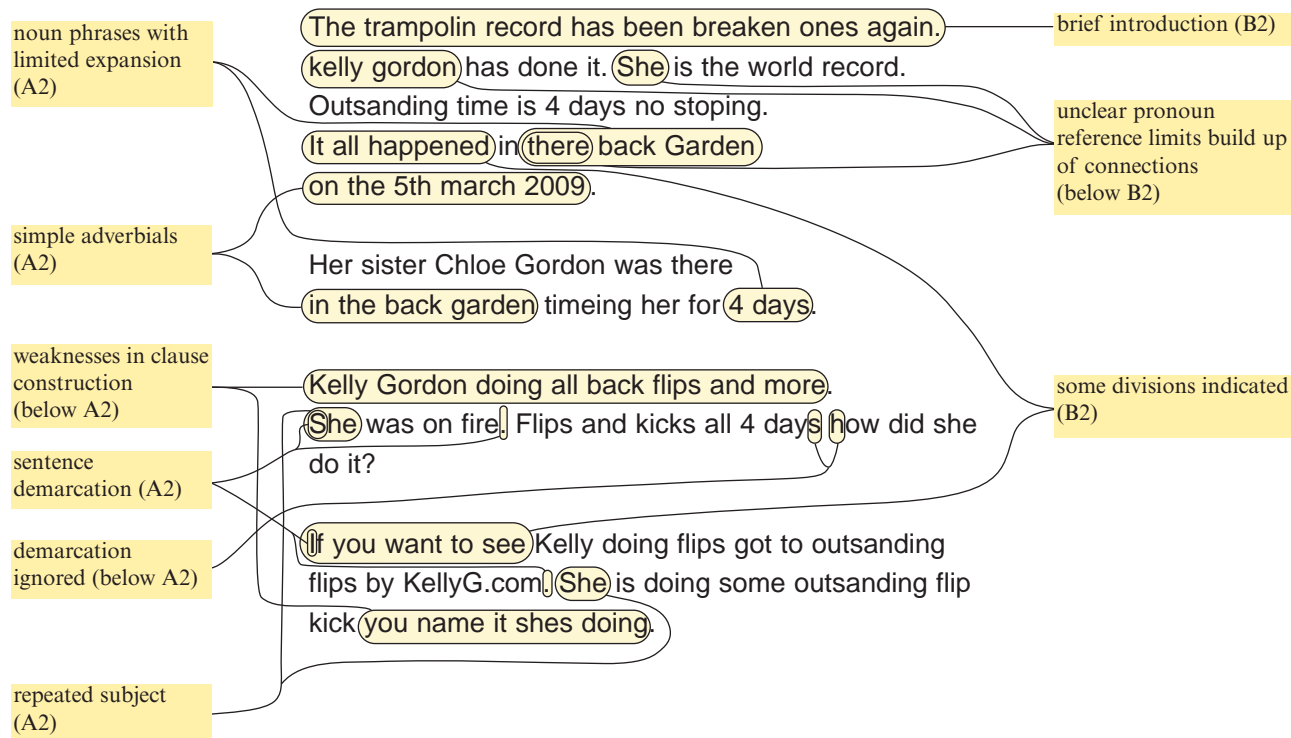 noun phrases with
limited expansion
(A2)
simple adverbials
(A2)
weaknesses in clause
construction
(below A2)
sentence
demarcation (A2)
demarcation
ignored (below A2)
repeated subject
(A2)
The trampolin record has been breaken ones again.
kelly gordon has done it. She is the world record.
Outsanding time is 4 days no stoping.
It all happened in there back Garden
on the 5th march 2009.
Her sister Chloe Gordon was there
in the back garden timeing her for 4 days.
Kelly Gordon doing all back flips and more.
She was on fire. Flips and kicks all 4 days how did she
do it?
If you want to see Kelly doing flips got to outsanding
flips by KellyG.com. She is doing some outsanding flip
kick you name it shes doing.
brief introduction (B2)
unclear pronoun
reference limits build up
of connections
(below B2)
some divisions indicated
(B2)